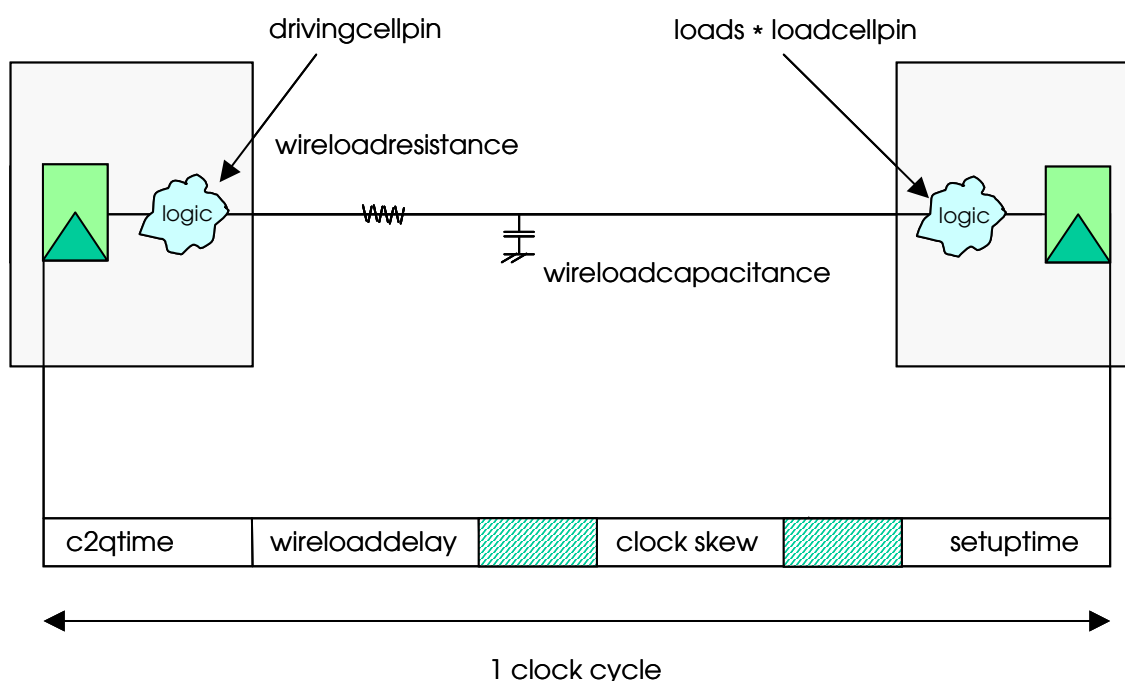 drivingcellpin
loads * loadcellpin
wireloadresistance
logic
logic
wireloadcapacitance
c2qtime
wireloaddelay
clock skew
setuptime
1 clock cycle